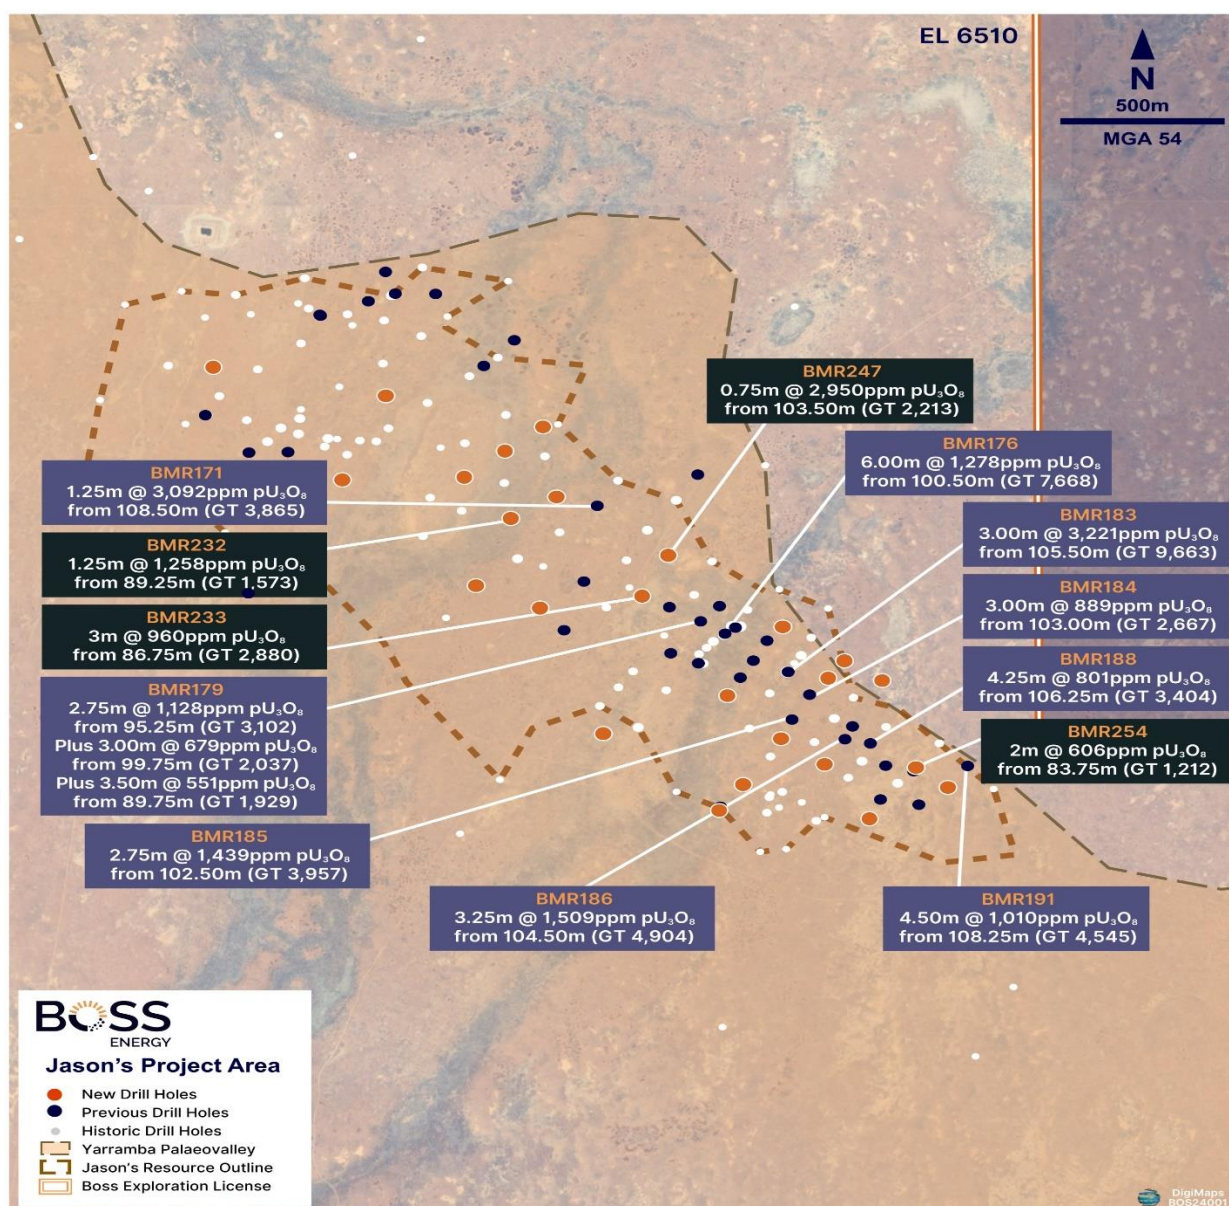 EL 6510
N
500m
MGA 54
BMR247
0.75m @ 2,950ppm pU₃O₈
from 103.50m (GT 2,213)
BMR176
6.00m @ 1,278ppm pU₃O₈
from 100.50m (GT 7,668)
BMR171
1.25m @ 3,092ppm pU₃O₈
from 108.50m (GT 3,865)
BMR183
3.00m @ 3,221ppm pU₃O₈
from 105.50m (GT 9,663)
BMR232
1.25m @ 1,258ppm pU₃O₈
from 89.25m (GT 1,573)
BMR184
3.00m @ 889ppm pU₃O₈
from 103.00m (GT 2,667)
BMR233
3m @ 960ppm pU₃O₈
from 86.75m (GT 2,880)
BMR188
4.25m @ 801ppm pU₃O₈
from 106.25m (GT 3,404)
BMR179
2.75m @ 1,128ppm pU₃O₈
from 95.25m (GT 3,102)
Plus 3.00m @ 679ppm pU₃O₈
from 99.75m (GT 2,037)
Plus 3.50m @ 551ppm pU₃O₈
from 89.75m (GT 1,929)
BMR254
2m @ 606ppm pU₃O₈
from 83.75m (GT 1,212)
BMR185
2.75m @ 1,439ppm pU₃O₈
from 102.50m (GT 3,957)
BMR186
3.25m @ 1,509ppm pU₃O₈
from 104.50m (GT 4,904)
BMR191
4.50m @ 1,010ppm pU₃O₈
from 108.25m (GT 4,545)
BOSS
ENERGY
Jason's Project Area
New Drill Holes
Previous Drill Holes
Historic Drill Holes
Yarramba Palaeovalley
Jason's Resource Outline
Boss Exploration License
DigiMaps
BOS24001